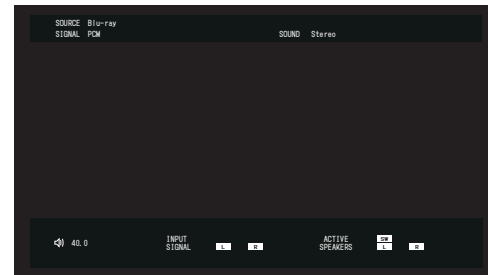 SOURCE Blu-ray
SIGNAL PCM SOUND Stereo
40.0 INPUT SIGNAL L R ACTIVE SPEAKERS SW L R